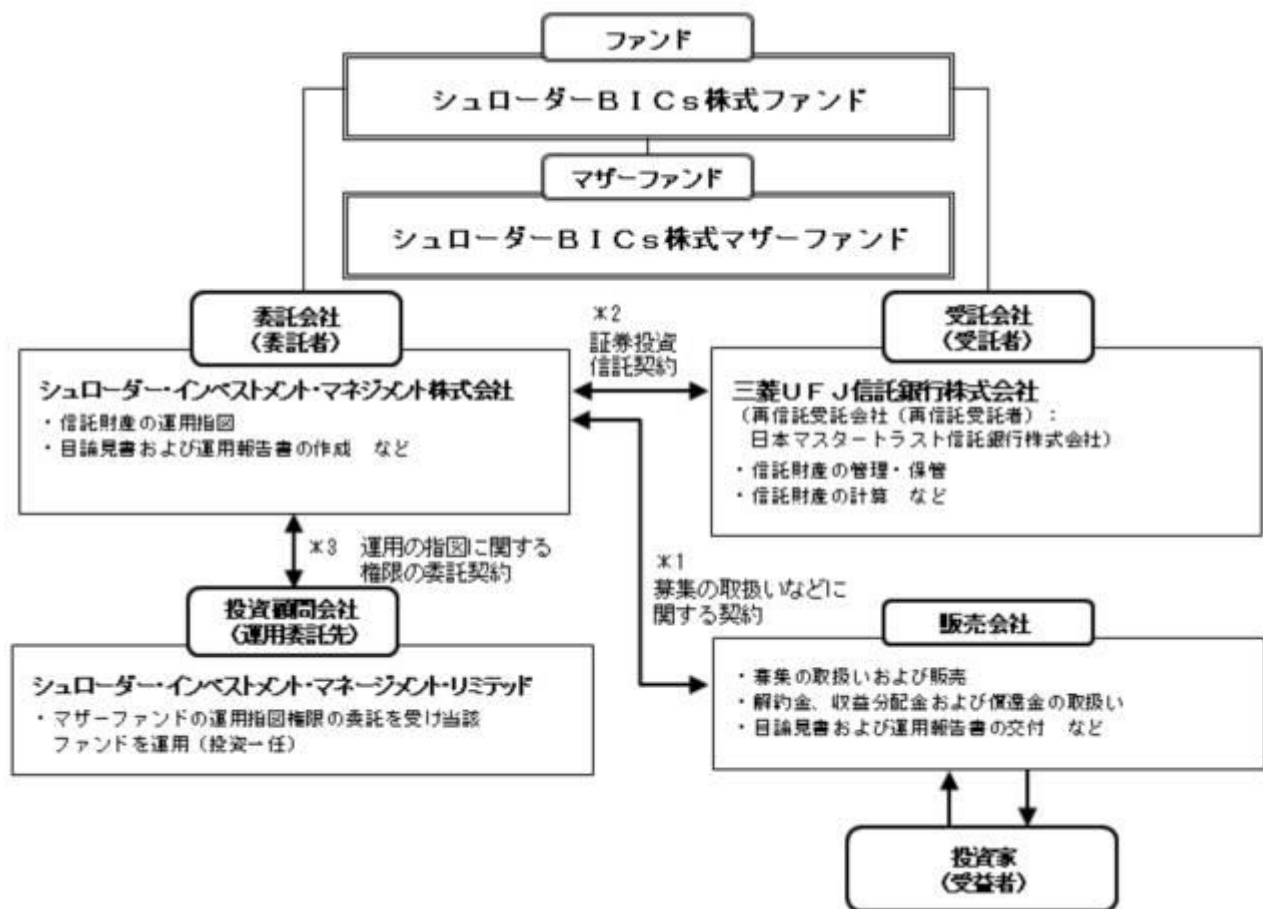 ファンド
シュローダーBICs株式ファンド
マザーファンド
シュローダーBICs株式マザーファンド
委託会社
(委託者)
シュローダー・インベストメント・マネジメント株式会社
・信託財産の運用指図
・目論見書および運用報告書の作成 など
*2
証券投資
信託契約
受託会社
(受託者)
三菱UFJ信託銀行株式会社
(再信託受託会社(再信託受託者):
日本マスタートラスト信託銀行株式会社)
・信託財産の管理・保管
・信託財産の計算 など
*3 運用の指図に関する
権限の委託契約
*1
募集の取扱いなどに
関する契約
投資顧問会社
(運用委託先)
シュローダー・インベストメント・マネージメント・リミテッド
・マザーファンドの運用指図権限の委託を受け当該
ファンドを運用(投資一任)
販売会社
・募集の取扱いおよび販売
・解約金、収益分配金および償還金の取扱い
・目論見書および運用報告書の交付 など
投資家
(受益者)